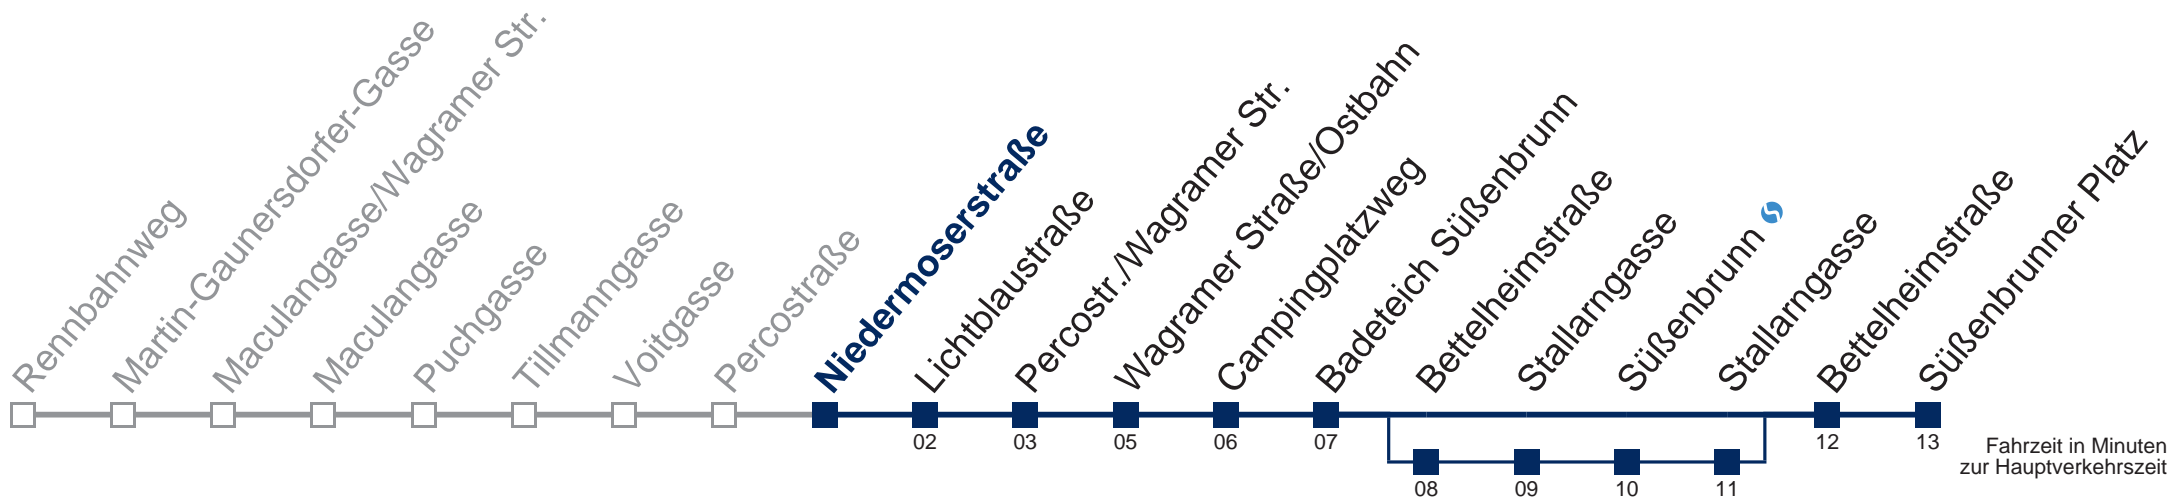 Rennbahnweg
Martin-Gaunersdorfer-Gasse
Maculangasse/Wagramer Str.
Maculangasse
Puchgasse
Tillmanngasse
Voitgasse
Percostraße
Niedermoserstraße
Lichtblaustraße
Percostr./Wagramer Str.
Wagramer Straße/Ostbahn
Campingplatzweg
Badeteich Süßenbrunn
Bettelheimstraße
Stallarngasse
Süßenbrunn
Stallarngasse
Bettelheimstraße
Süßenbrunner Platz
02 03 05 06 07 12 13
08 09 10 11
Fahrzeit in Minuten
zur Hauptverkehrszeit